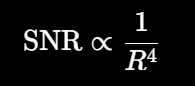 SNR ∝ 1/R⁴